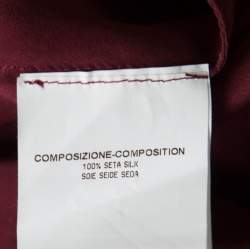 COMPOSIZIONE-COMPOSITION
100% SETA SILK
SOIE SEIDE SEDA